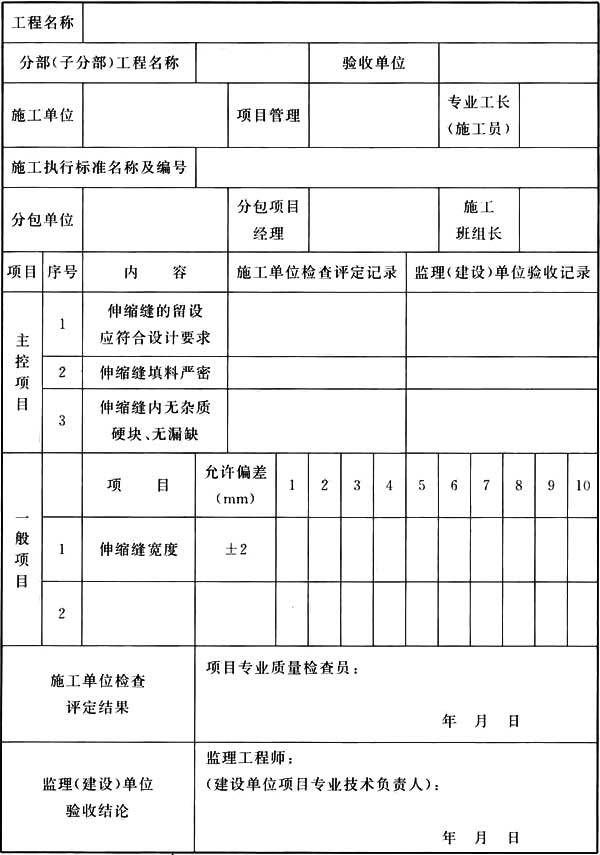 工程名称
分部(子分部)工程名称
验收单位
施工单位
项目管理
专业工长
(施工员)
施工执行标准名称及编号
分包单位
分包项目
经理
施工
班组长
项目 序号 内 容 施工单位检查评定记录 监理(建设)单位验收记录
主控项目
1
伸缩缝的留设
应符合设计要求
2 伸缩缝填料严密
3
伸缩缝内无杂质
硬块、无漏缺
一般项目
项 目
允许偏差
(mm)
1 2 3 4 5 6 7 8 9 10
1 伸缩缝宽度 ±2
2
施工单位检查
评定结果
项目专业质量检查员:
年 月 日
监理(建设)单位
验收结论
监理工程师:
(建设单位项目专业技术负责人):
年 月 日